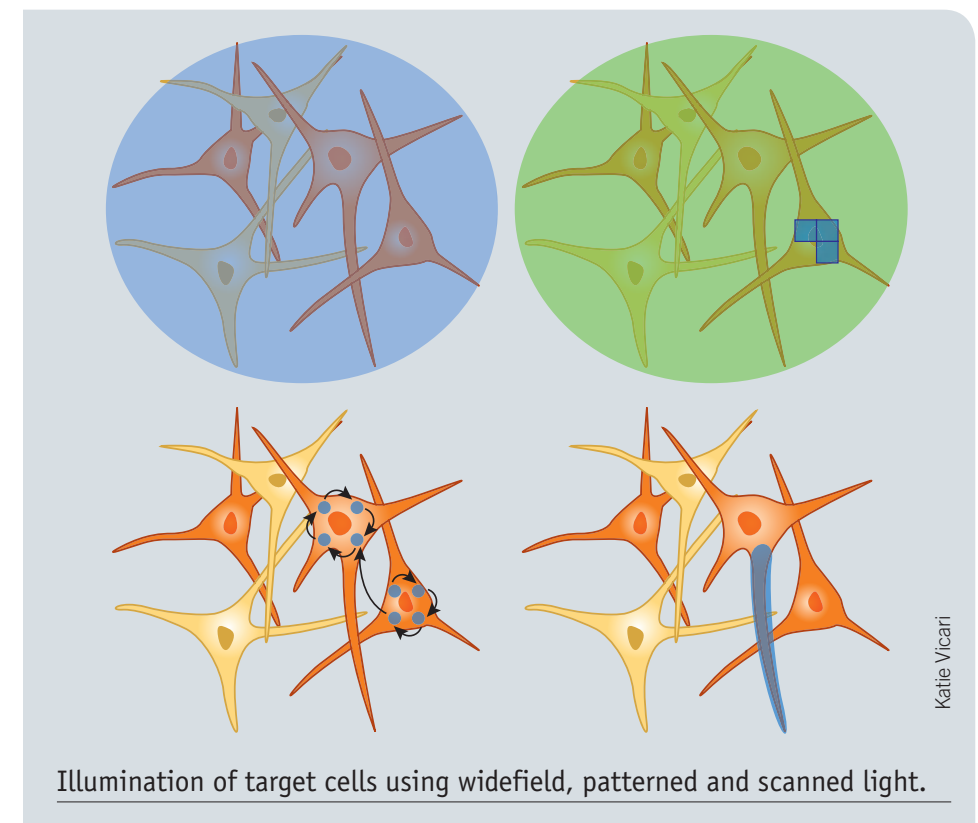 Katie Vicari
Illumination of target cells using widefield, patterned and scanned light.